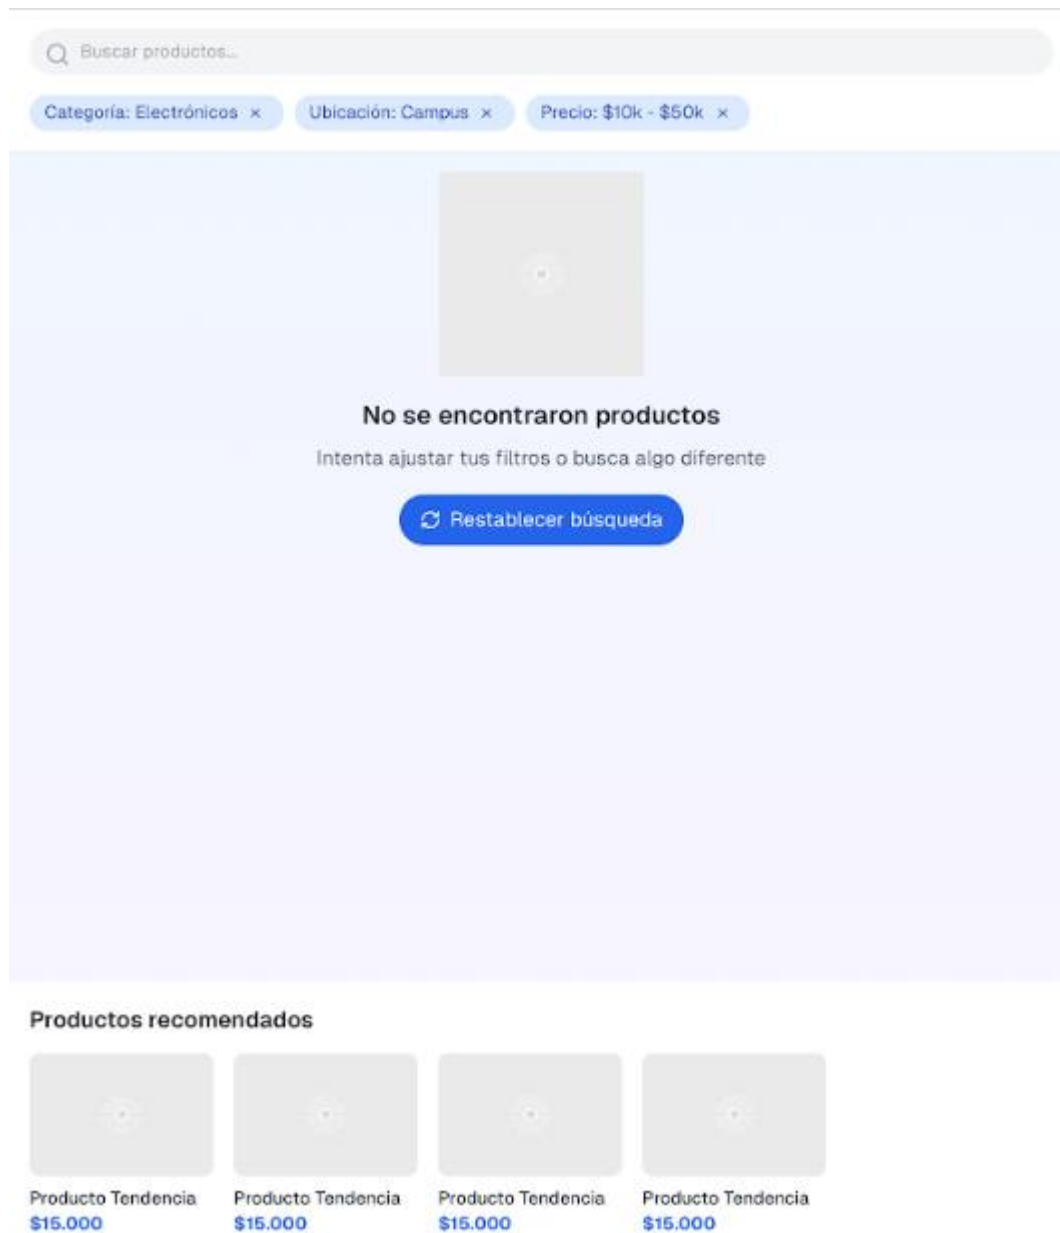 Buscar productos...
Categoría: Electrónicos × Ubicación: Campus × Precio: $10k - $50k ×
No se encontraron productos
Intenta ajustar tus filtros o busca algo diferente
Restablecer búsqueda
Productos recomendados
Producto Tendencia Producto Tendencia Producto Tendencia Producto Tendencia
$15.000 $15.000 $15.000 $15.000